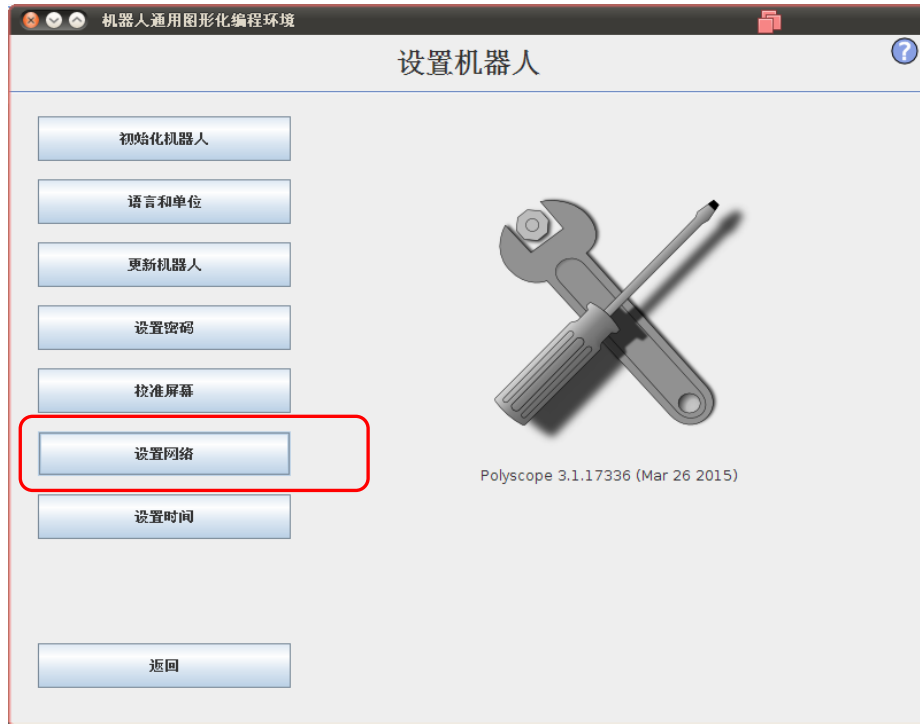 机器人通用图形化编程环境
设置机器人
?
初始化机器人
语言和单位
更新机器人
设置密码
校准屏幕
设置网络
Polyscope 3.1.17336 (Mar 26 2015)
设置时间
返回